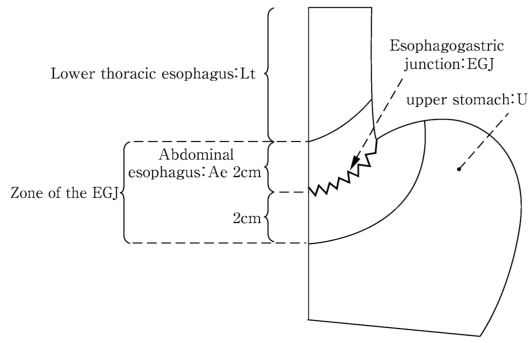 Esophagogastric
junction:EGJ
Lower thoracic esophagus:Lt
upper stomach:U
Abdominal
esophagus:Ae 2cm
Zone of the EGJ
2cm